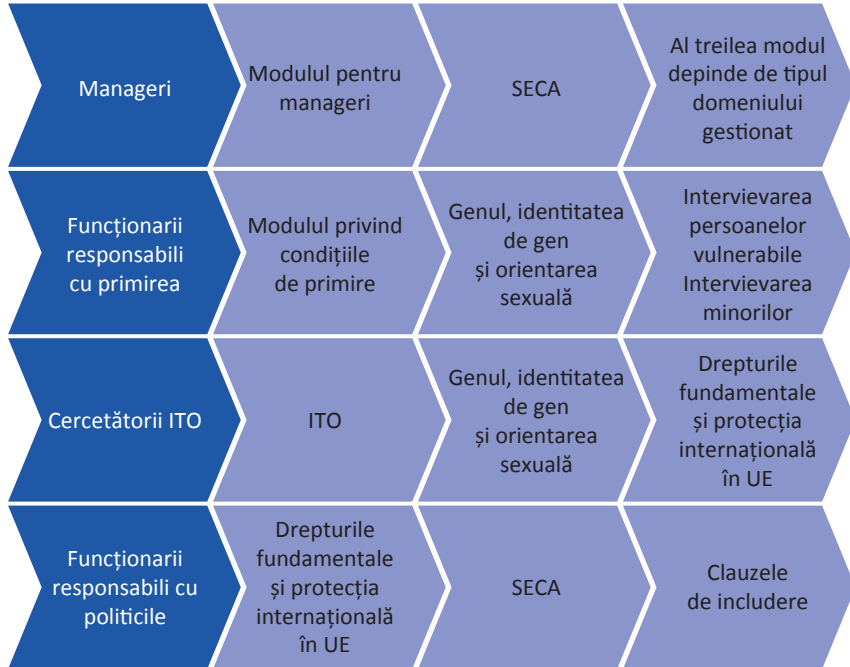 Manageri
Modulul pentru
manageri
SECA
Al treilea modul
depinde de tipul
domeniului
gestionat
Funcționarii
responsabili
cu primirea
Modulul privind
condițiile
de primire
Genul, identitatea
de gen
și orientarea
sexuală
Intervievarea
persoanelor
vulnerabile
Intervievarea
minorilor
Cercetătorii ITO
ITO
Genul, identitatea
de gen
și orientarea
sexuală
Drepturile
fundamentale
și protecția
internațională
în UE
Funcționarii
responsabili cu
politicile
Drepturile
fundamentale
și protecția
internațională
în UE
SECA
Clauzele
de includere